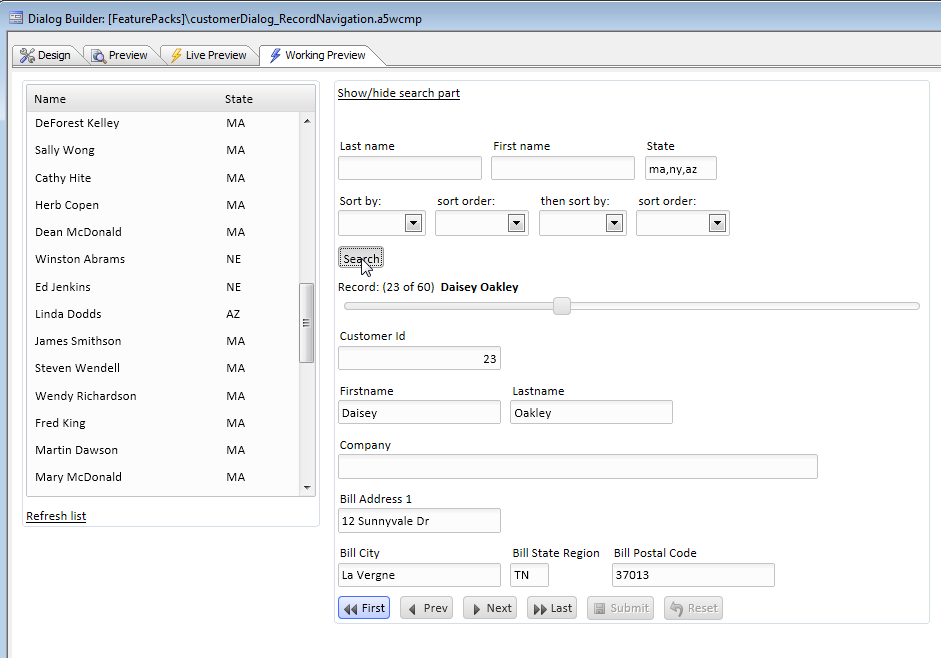 Dialog Builder: [FeaturePacks]\customerDialog_RecordNavigation.a5wcmp
Design Preview Live Preview Working Preview
Name State
DeForest Kelley MA
Sally Wong MA
Cathy Hite MA
Herb Copen MA
Dean McDonald MA
Winston Abrams NE
Ed Jenkins NE
Linda Dodds AZ
James Smithson MA
Steven Wendell MA
Wendy Richardson MA
Fred King MA
Martin Dawson MA
Mary McDonald MA
Refresh list
Show/hide search part
Last name First name State
ma,ny,az
Sort by: sort order: then sort by: sort order:
Search
Record: (23 of 60) Daisey Oakley
Customer Id
23
Firstname Lastname
Daisey Oakley
Company
Bill Address 1
12 Sunnyvale Dr
Bill City Bill State Region Bill Postal Code
La Vergne TN 37013
First Prev Next Last Submit Reset